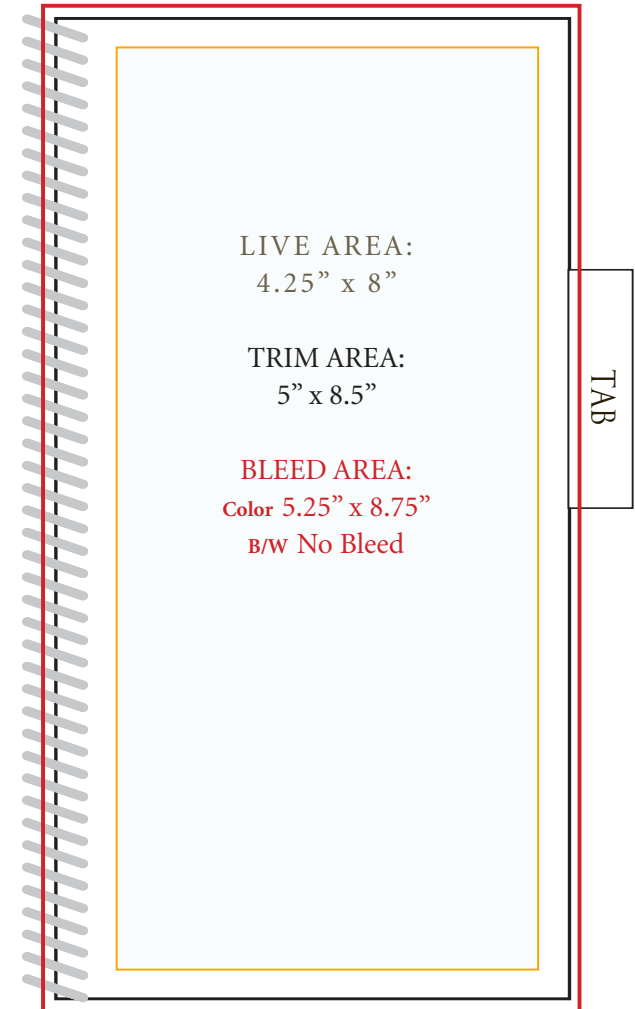 LIVE AREA:
4.25” x 8”
TRIM AREA:
5” x 8.5”
BLEED AREA:
Color 5.25” x 8.75”
B/W No Bleed
TAB